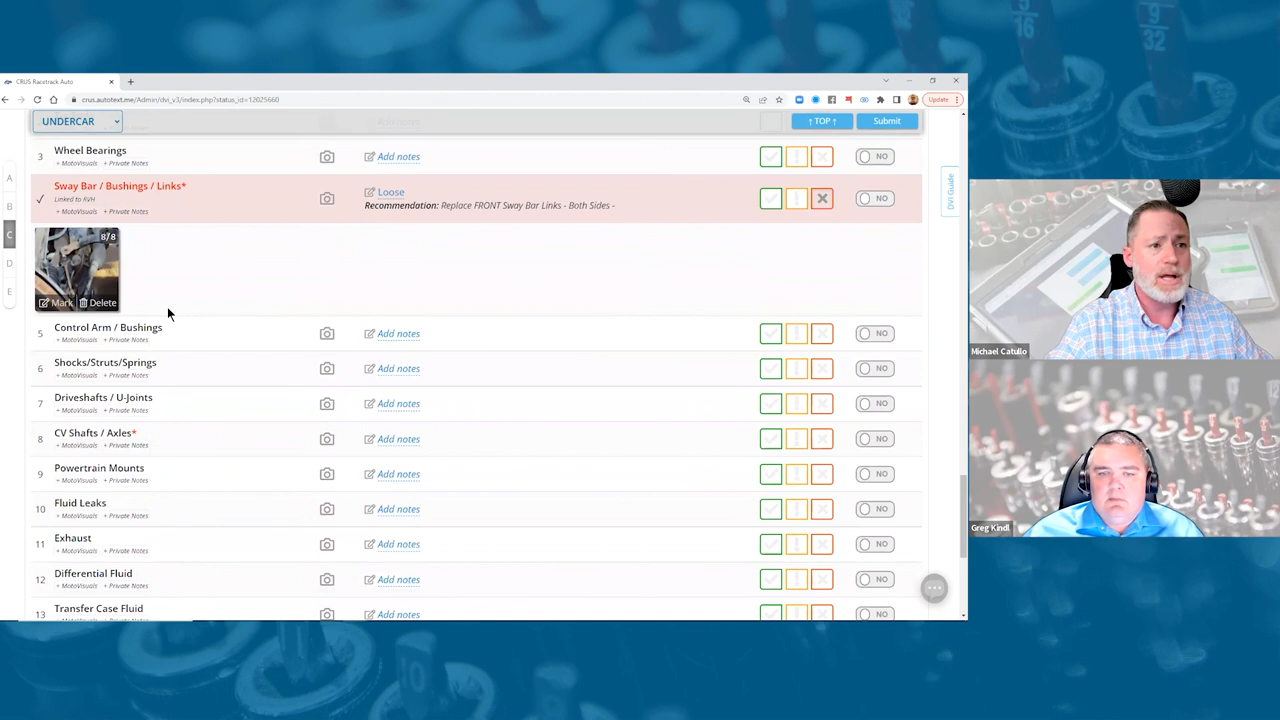 5
16
9
32
CRUS Racetrack Auto
crus.autotext.me/Admin/dvi_v3/index.php?status_id=12025660
Update
UNDERCAR
↑ TOP ↑
Submit
A
B
C
D
E
DVI Guide
3 Wheel Bearings Add notes NO
+ MotoVisuals + Private Notes
Sway Bar / Bushings / Links* Loose NO
Linked to RVH Recommendation: Replace FRONT Sway Bar Links - Both Sides -
+ MotoVisuals + Private Notes
8/8
Mark Delete
5 Control Arm / Bushings Add notes NO
+ MotoVisuals + Private Notes
6 Shocks/Struts/Springs Add notes NO
+ MotoVisuals + Private Notes
7 Driveshafts / U-Joints Add notes NO
+ MotoVisuals + Private Notes
8 CV Shafts / Axles* Add notes NO
+ MotoVisuals + Private Notes
9 Powertrain Mounts Add notes NO
+ MotoVisuals + Private Notes
10 Fluid Leaks Add notes NO
+ MotoVisuals + Private Notes
11 Exhaust Add notes NO
+ MotoVisuals + Private Notes
12 Differential Fluid Add notes NO
+ MotoVisuals + Private Notes
13 Transfer Case Fluid Add notes NO
Michael Catullo
Greg Kindl
10